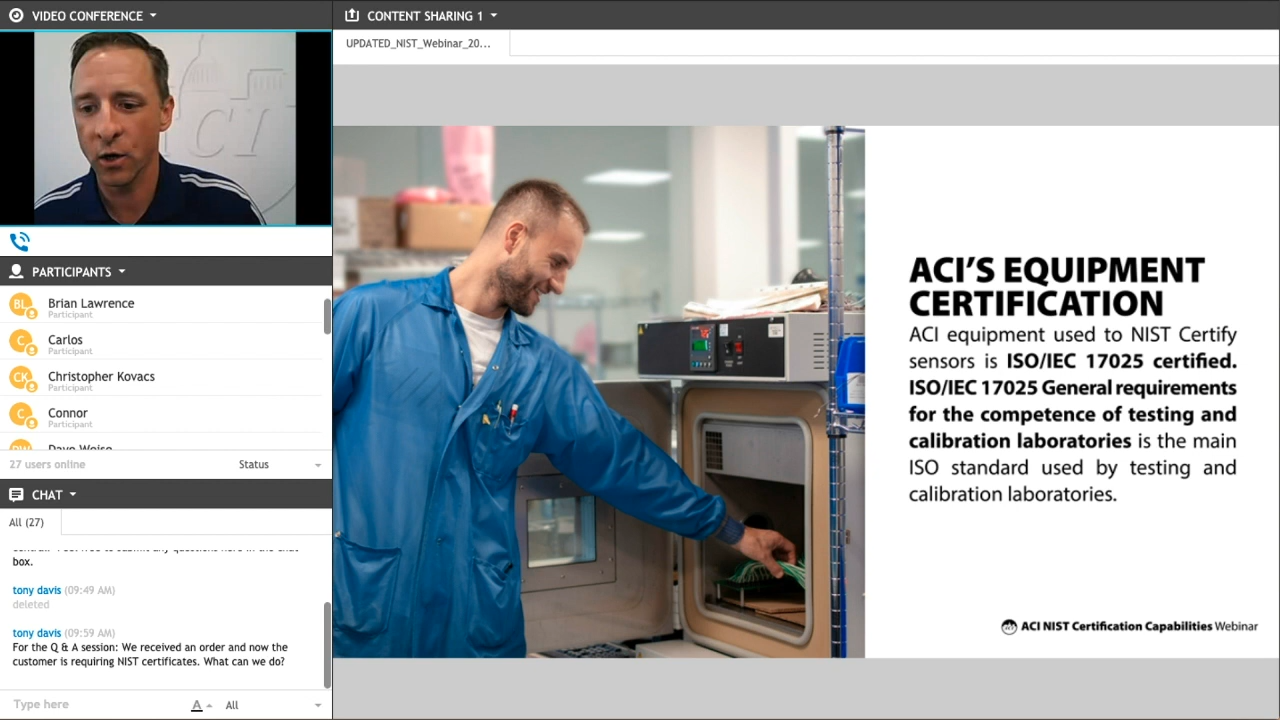 VIDEO CONFERENCE
CONTENT SHARING 1
UPDATED_NIST_Webinar_20...
CI
PARTICIPANTS
BL
Brian Lawrence
Participant
C
Carlos
Participant
CK
Christopher Kovacs
Participant
C
Connor
Participant
27 users online
Status
CHAT
All (27)
box.
tony davis (09:49 AM)
deleted
tony davis (09:59 AM)
For the Q & A session: We received an order and now the
customer is requiring NIST certificates. What can we do?
Type here
A
All
ACI'S EQUIPMENT
CERTIFICATION
ACI equipment used to NIST Certify
sensors is ISO/IEC 17025 certified.
ISO/IEC 17025 General requirements
for the competence of testing and
calibration laboratories is the main
ISO standard used by testing and
calibration laboratories.
ACI NIST Certification Capabilities Webinar